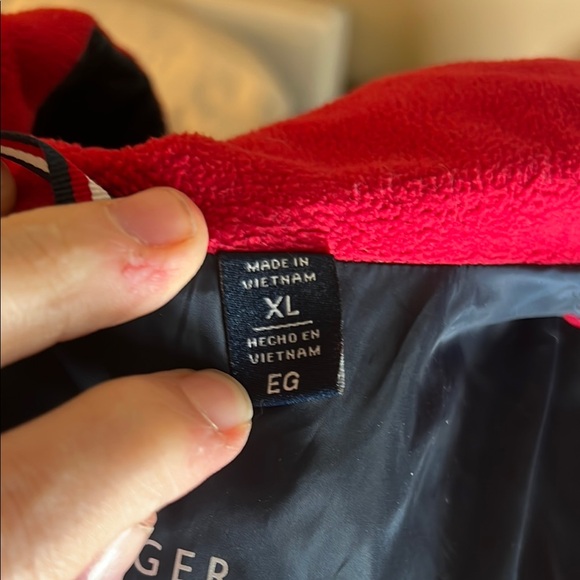 MADE IN
VIETNAM
XL
HECHO EN
VIETNAM
EG
GER